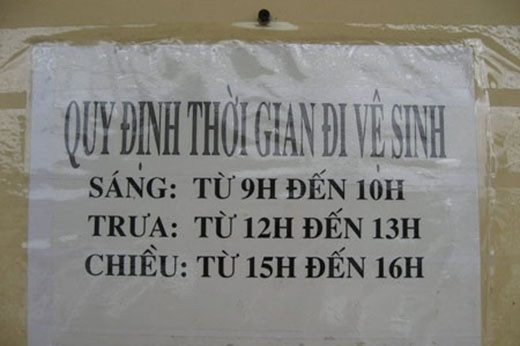 QUY ĐỊNH THỜI GIAN ĐI VỆ SINH
SÁNG: TỪ 9H ĐẾN 10H
TRƯA: TỪ 12H ĐẾN 13H
CHIỀU: TỪ 15H ĐẾN 16H